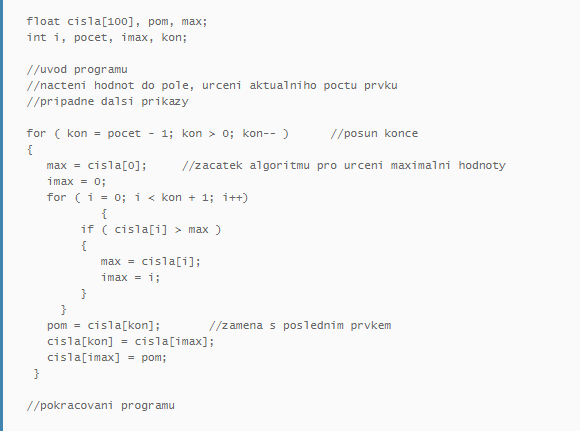 float cisla[100], pom, max;
int i, pocet, imax, kon;

//uvod programu
//nacteni hodnot do pole, urceni aktualniho poctu prvku
//pripadne dalsi prikazy

for ( kon = pocet - 1; kon > 0; kon-- )      //posun konce
{
   max = cisla[0];     //zacatek algoritmu pro urceni maximalni hodnoty
   imax = 0;
   for ( i = 0; i < kon + 1; i++)
           {
        if ( cisla[i] > max )
        {
           max = cisla[i];
           imax = i;
        }
     }
   pom = cisla[kon];       //zamena s poslednim prvkem
   cisla[kon] = cisla[imax];
   cisla[imax] = pom;
 }

//pokracovani programu